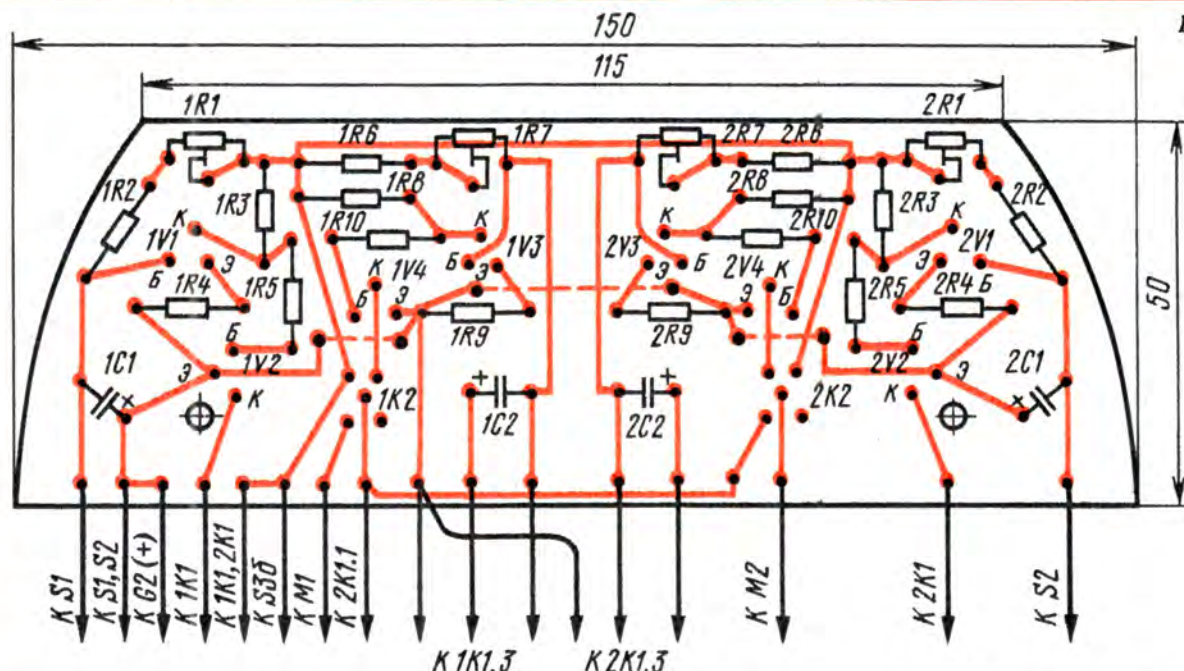 150
115
1R1
2R1
1R6
1R7
2R7
2R6
1R2
1R3
1R8
2R8
2R3
2R2
1R10
2R10
К
К
К
К
1V1
Э
1V3
2V3
Э
2V1
Б
1R4
1R5
К
1V4
Б
Э
Э
Б
2V4
К
2R5
2R4
Б
Б
Э
Э
Б
50
Б
1V2
1R9
2R9
2V2
Б
1C1
Э
Э
2C1
+
К
1K2
+
1C2
2C2
+
2K2
К
+
К S1
К S1, S2
К G2 (+)
К 1K1
К 1K1, 2K1
К S3б
К M1
К 2K1.1
К M2
К 2K1
К S2
К 1K1.3
К 2K1.3